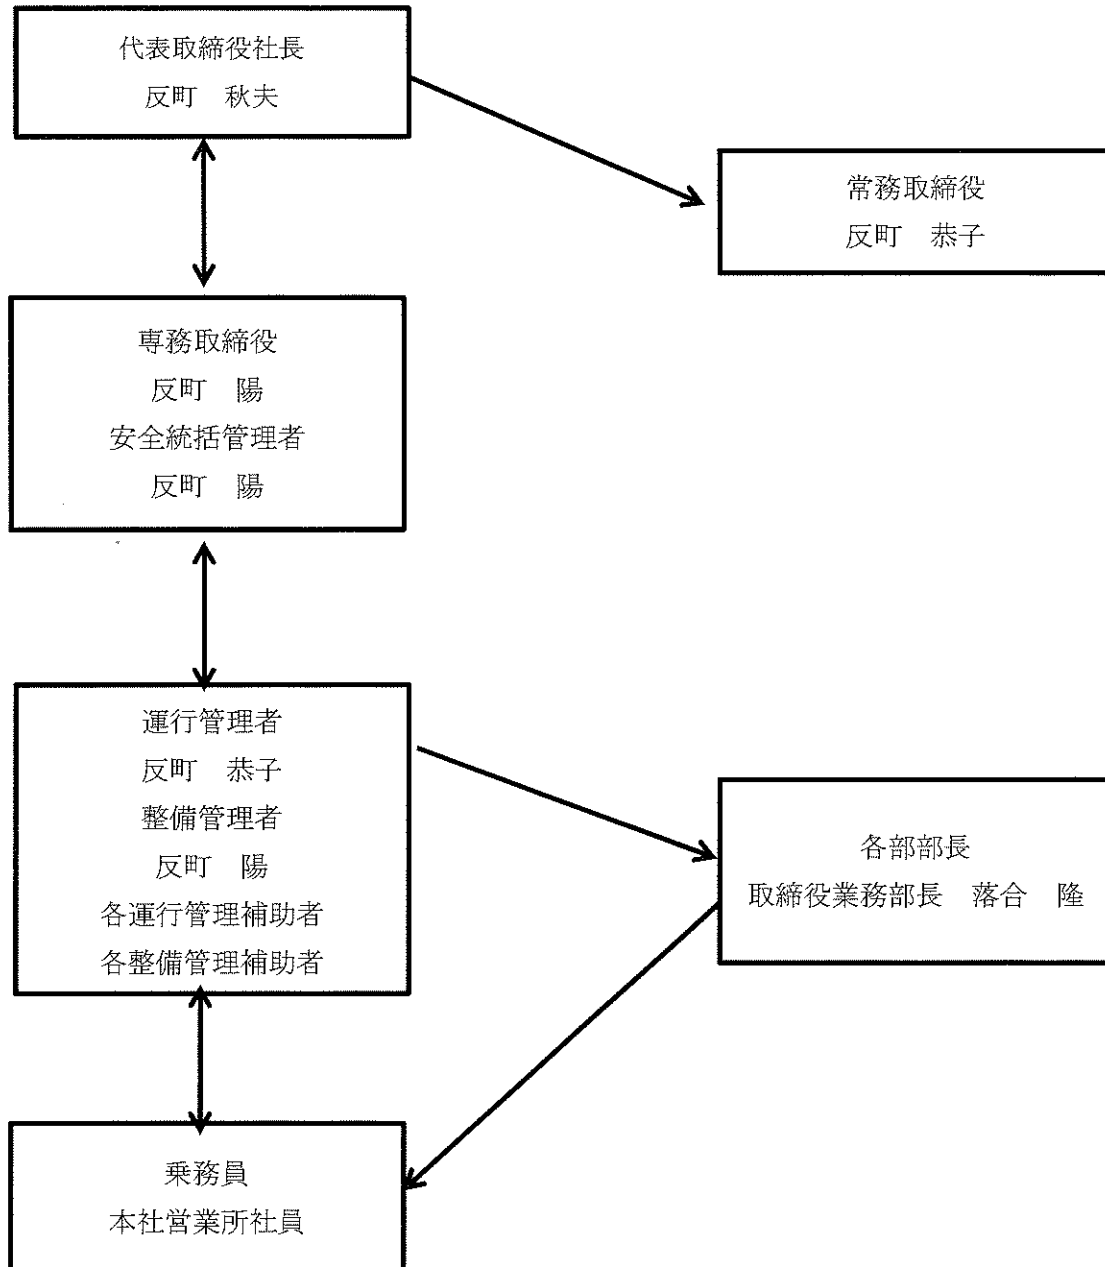 代表取締役社長
反町　秋夫
常務取締役
反町　恭子
専務取締役
反町　陽
安全統括管理者
反町　陽
運行管理者
反町　恭子
整備管理者
反町　陽
各運行管理補助者
各整備管理補助者
各部部長
取締役業務部長　落合　隆
乗務員
本社営業所社員